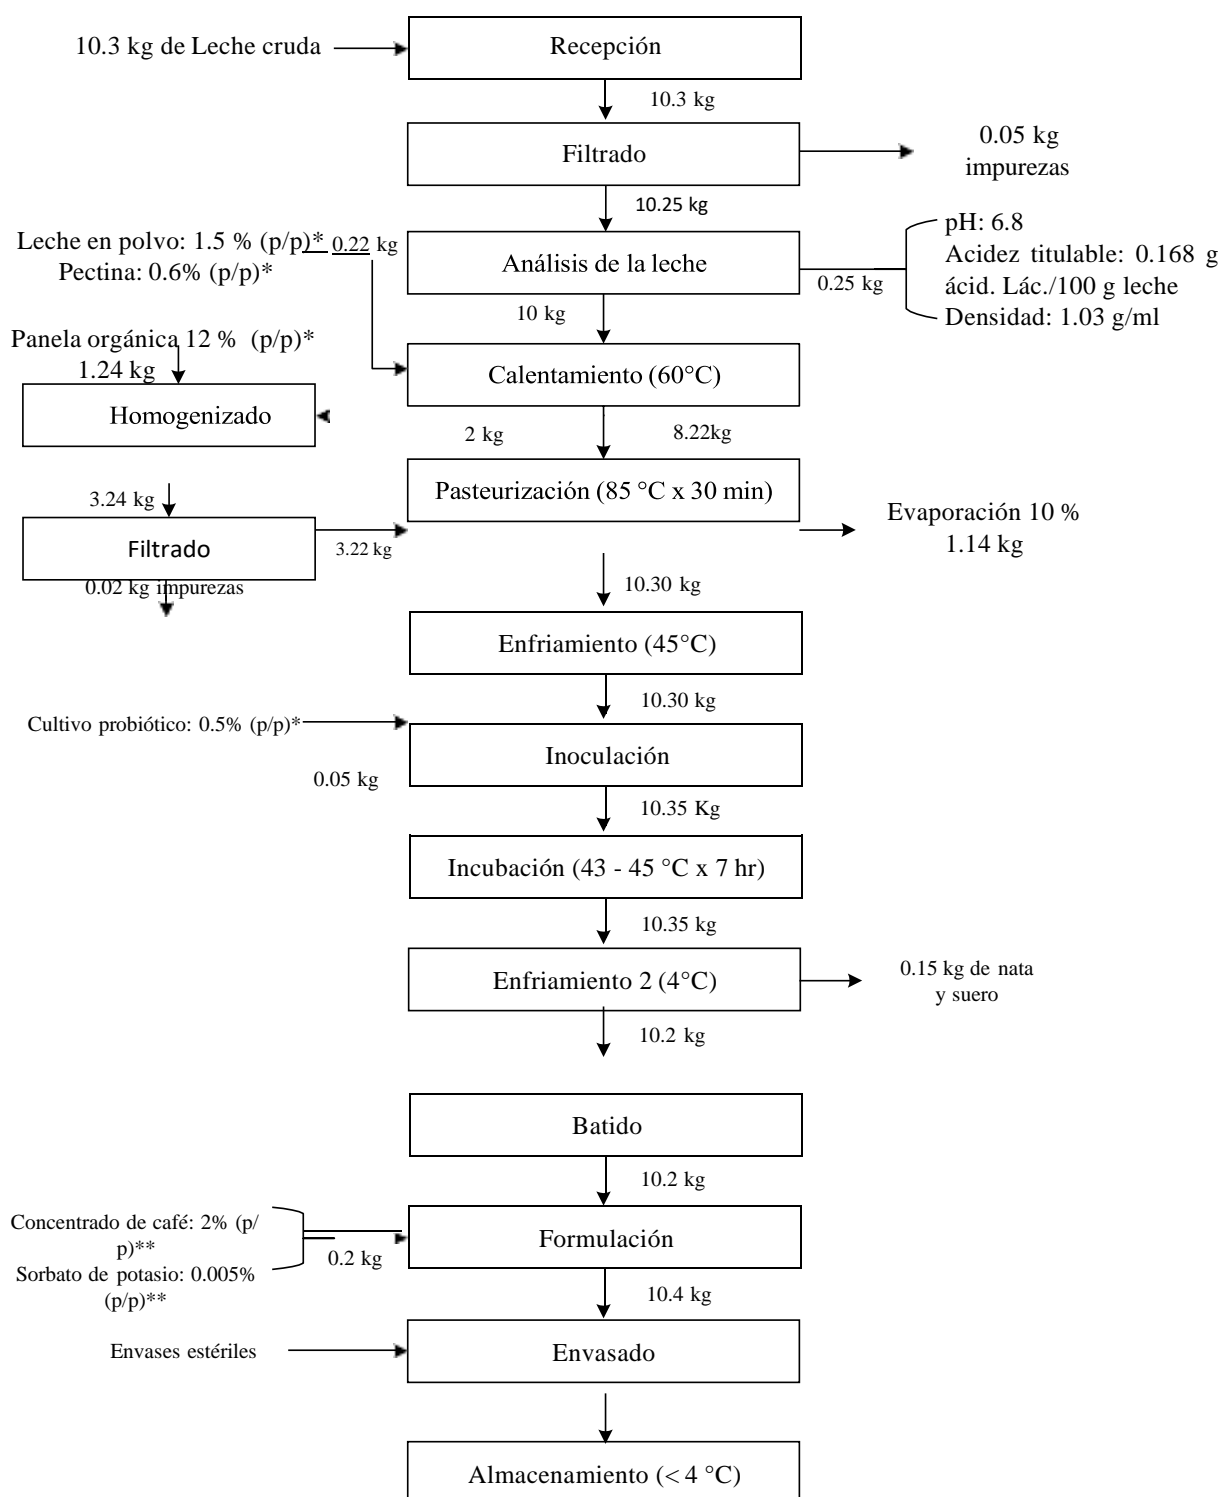 10.3 kg de Leche cruda
Recepción
10.3 kg
Filtrado
0.05 kg
impurezas
10.25 kg
Leche en polvo: 1.5 % (p/p)* 0.22 kg
Pectina: 0.6% (p/p)*
Análisis de la leche
0.25 kg
pH: 6.8
Acidez titulable: 0.168 g
ácid. Lác./100 g leche
Densidad: 1.03 g/ml
10 kg
Panela orgánica 12 % (p/p)*
1.24 kg
Calentamiento (60°C)
Homogenizado
2 kg
8.22kg
Pasteurización (85 °C x 30 min)
3.24 kg
Filtrado
3.22 kg
Evaporación 10 %
1.14 kg
0.02 kg impurezas
10.30 kg
Enfriamiento (45°C)
10.30 kg
Cultivo probiótico: 0.5% (p/p)*
0.05 kg
Inoculación
10.35 Kg
Incubación (43 - 45 °C x 7 hr)
10.35 kg
Enfriamiento 2 (4°C)
0.15 kg de nata
y suero
10.2 kg
Batido
10.2 kg
Concentrado de café: 2% (p/
p)**
Sorbato de potasio: 0.005%
(p/p)**
0.2 kg
Formulación
10.4 kg
Envases estériles
Envasado
Almacenamiento (< 4 °C)